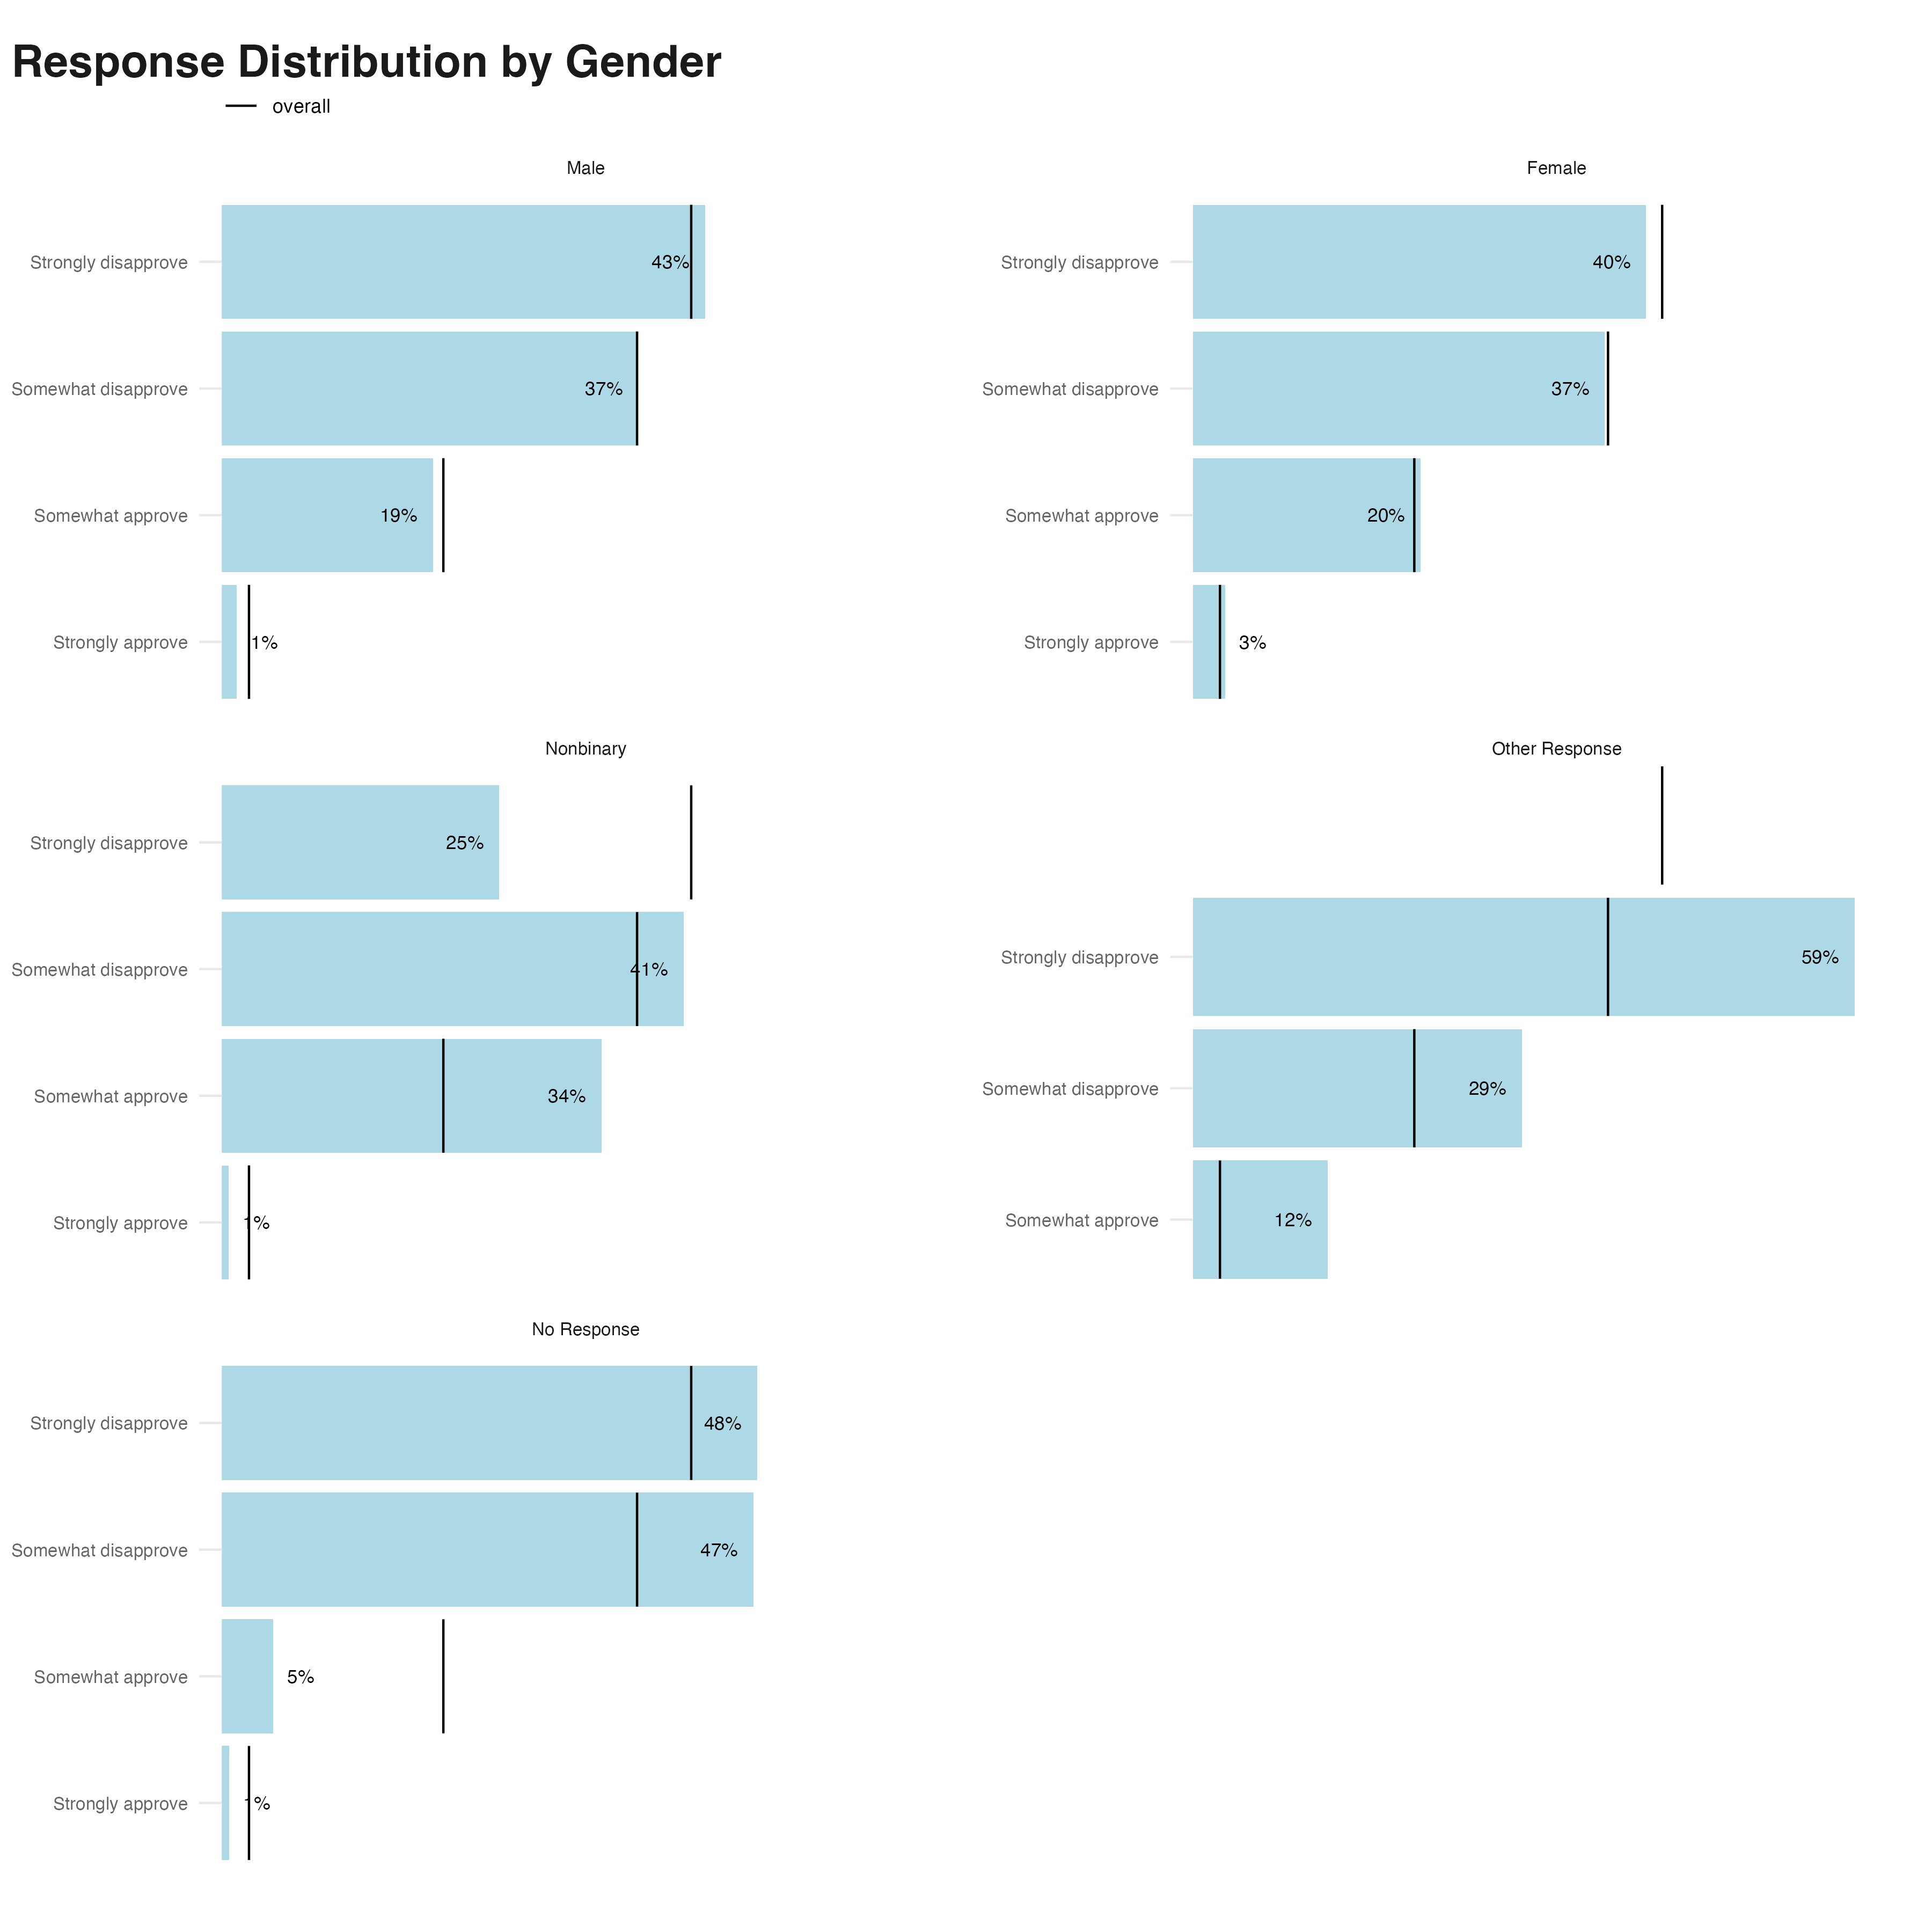 Response Distribution by Gender
overall
Male
Strongly disapprove
43%
Somewhat disapprove
37%
Somewhat approve
19%
Strongly approve
1%
Female
Strongly disapprove
40%
Somewhat disapprove
37%
Somewhat approve
20%
Strongly approve
3%
Nonbinary
Strongly disapprove
25%
Somewhat disapprove
41%
Somewhat approve
34%
Strongly approve
1%
Other Response
Strongly disapprove
59%
Somewhat disapprove
29%
Somewhat approve
12%
No Response
Strongly disapprove
48%
Somewhat disapprove
47%
Somewhat approve
5%
Strongly approve
1%